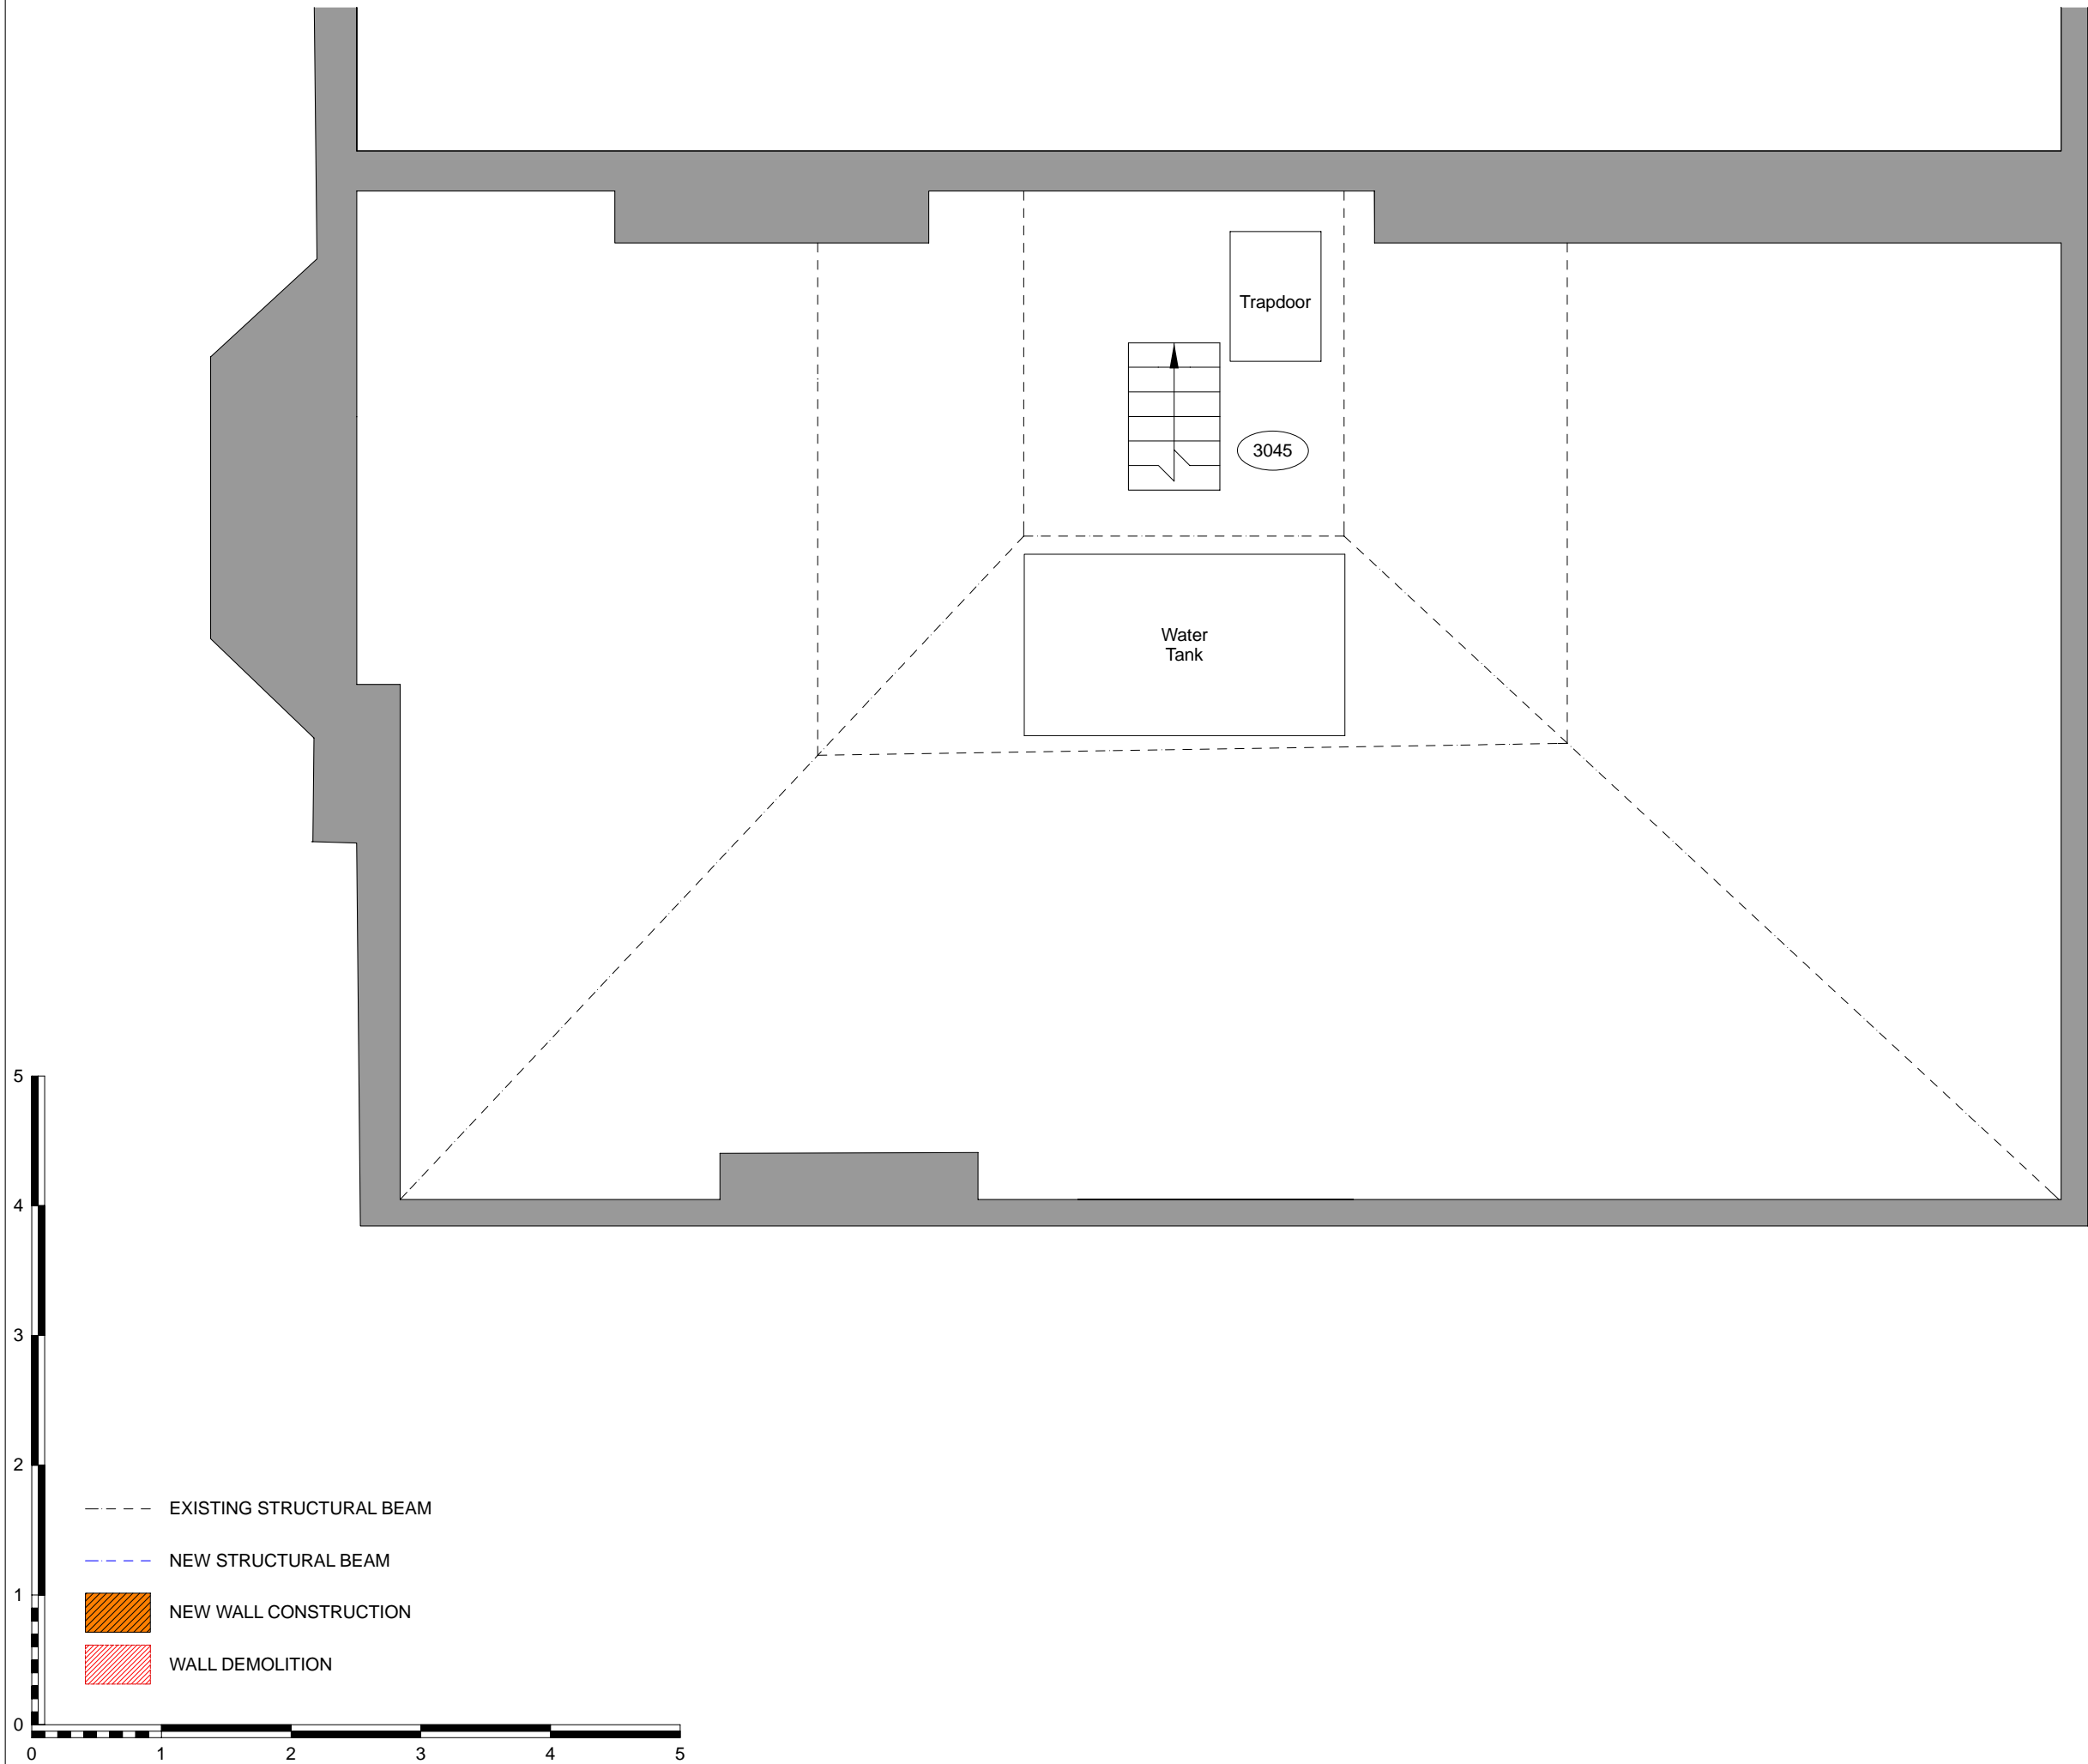 Trapdoor
3045
Water
Tank
5
4
3
2
1
0
EXISTING STRUCTURAL BEAM
NEW STRUCTURAL BEAM
NEW WALL CONSTRUCTION
WALL DEMOLITION
0 1 2 3 4 5